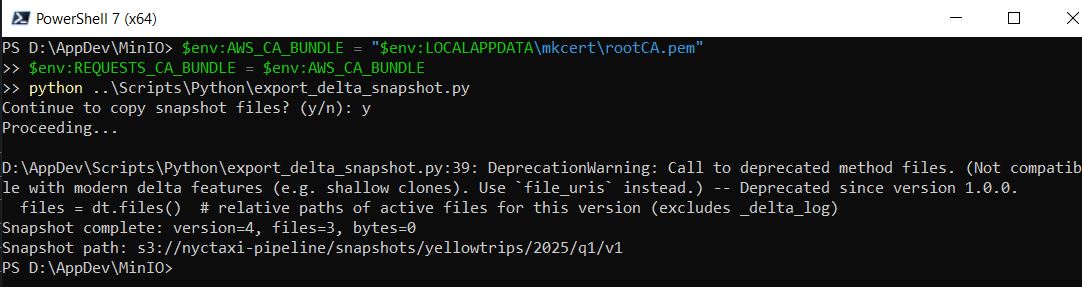 PowerShell 7 (x64)
PS D:\AppDev\MinIO> $env:AWS_CA_BUNDLE = "$env:LOCALAPPDATA\mkcert\rootCA.pem"
>> $env:REQUESTS_CA_BUNDLE = $env:AWS_CA_BUNDLE
>> python ..\Scripts\Python\export_delta_snapshot.py
Continue to copy snapshot files? (y/n): y
Proceeding...
D:\AppDev\Scripts\Python\export_delta_snapshot.py:39: DeprecationWarning: Call to deprecated method files. (Not compatib
le with modern delta features (e.g. shallow clones). Use `file_uris` instead.) -- Deprecated since version 1.0.0.
  files = dt.files()  # relative paths of active files for this version (excludes _delta_log)
Snapshot complete: version=4, files=3, bytes=0
Snapshot path: s3://nyctaxi-pipeline/snapshots/yellowtrips/2025/q1/v1
PS D:\AppDev\MinIO>